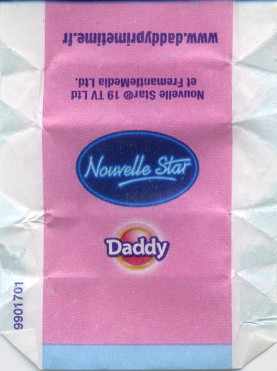 www.daddyprimetime.fr
Nouvelle Star® 19 TV Ltd
et FremantleMedia Ltd.
Nouvelle Star
Daddy
9901701